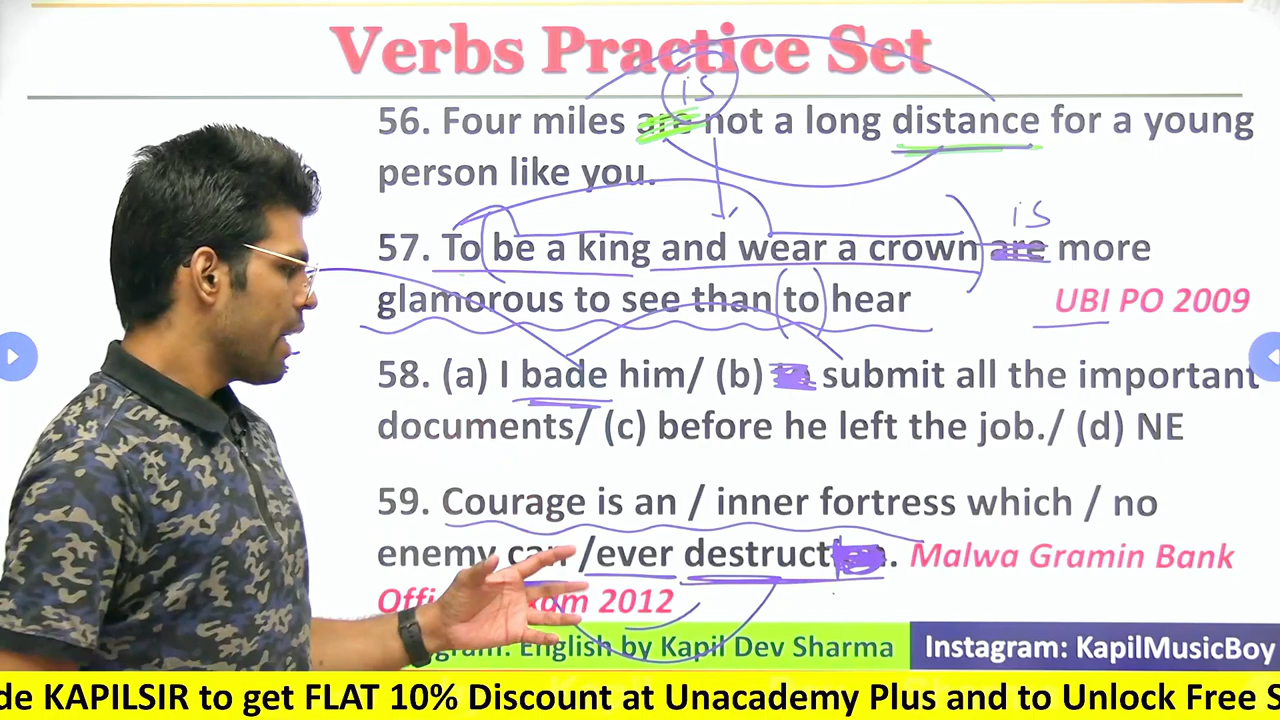 Verbs Practice Set
is
56. Four miles are not a long distance for a young
person like you.
is
57. To be a king and wear a crown are more
glamorous to see than to hear
UBI PO 2009
58. (a) I bade him/ (b) submit all the important
documents/ (c) before he left the job./ (d) NE
59. Courage is an / inner fortress which / no
enemy can /ever destruct . Malwa Gramin Bank
2012
English by Kapil Dev Sharma
Instagram: KapilMusicBoy
de KAPILSIR to get FLAT 10% Discount at Unacademy Plus and to Unlock Free S